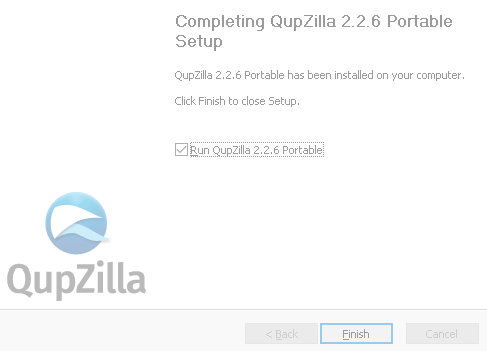 Completing QupZilla 2.2.6 Portable
Setup
QupZilla 2.2.6 Portable has been installed on your computer.
Click Finish to close Setup.
Run QupZilla 2.2.6 Portable
QupZilla
< Back Finish Cancel